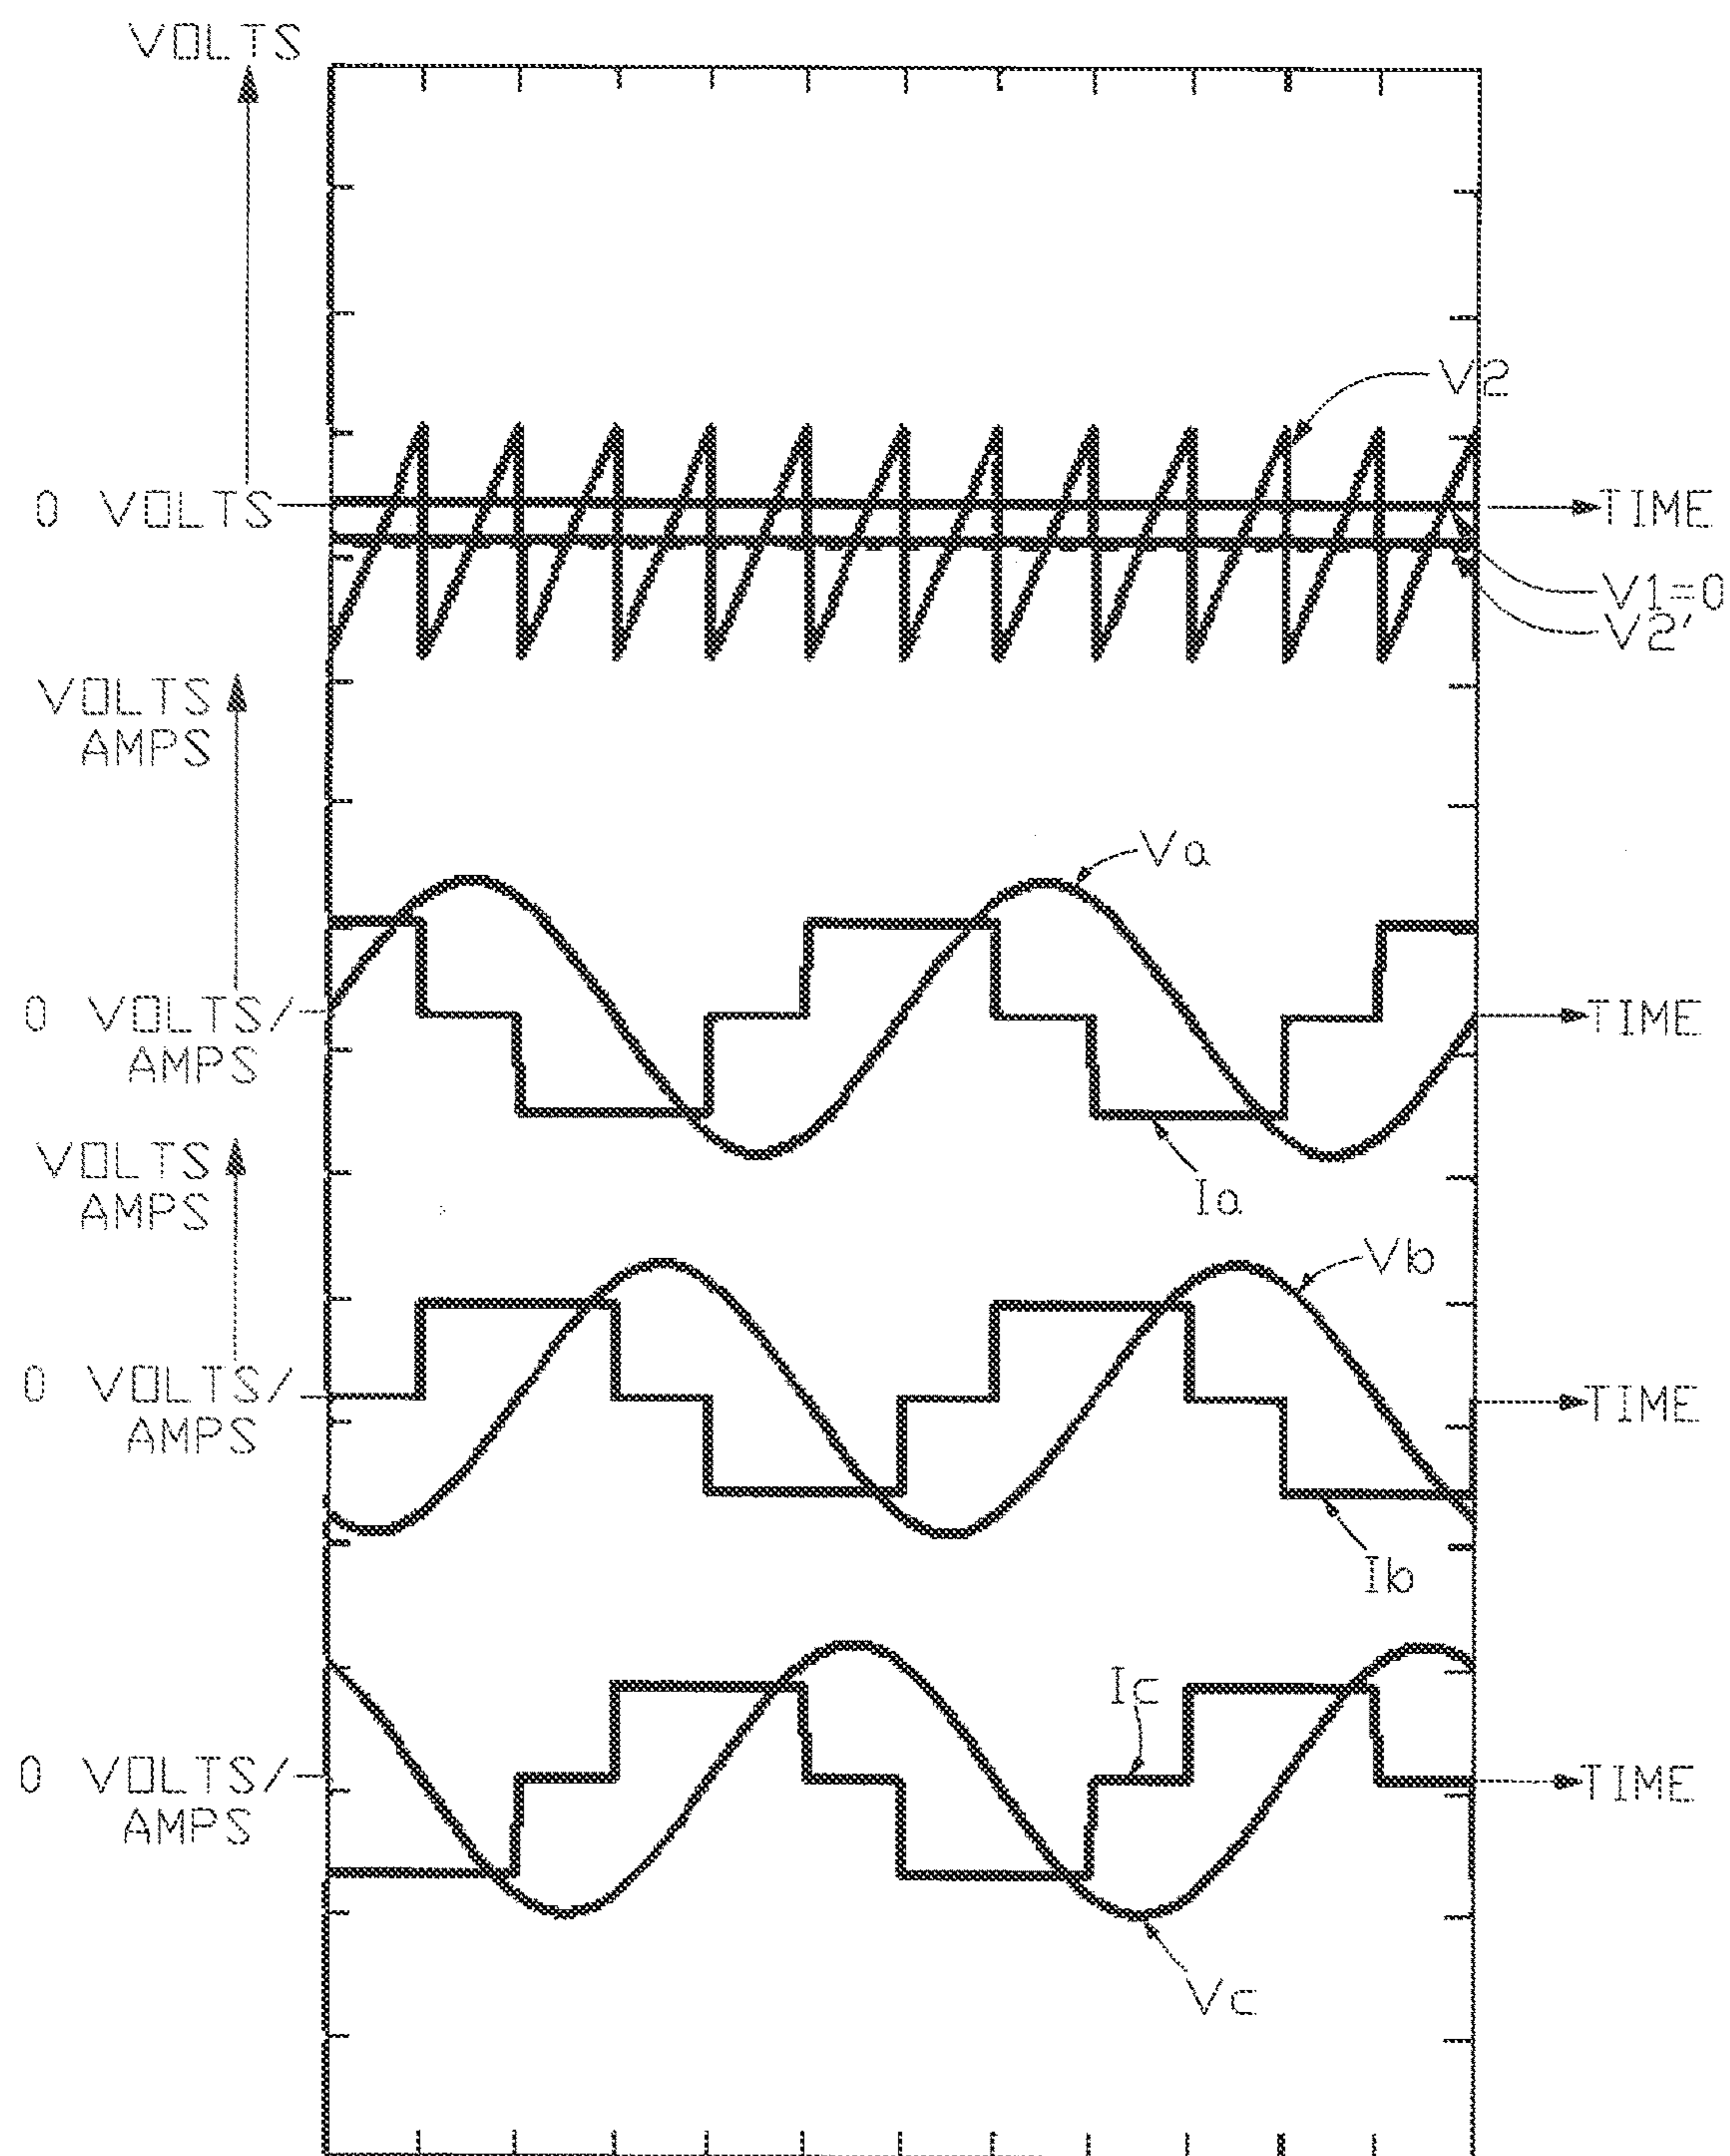 VOLTS
V2
0 VOLTS
TIME
V1=0
V2'
VOLTS
AMPS
Va
0 VOLTS/
AMPS
TIME
VOLTS
AMPS
Ia
Vb
0 VOLTS/
AMPS
TIME
Ib
Ic
0 VOLTS/
AMPS
TIME
Vc